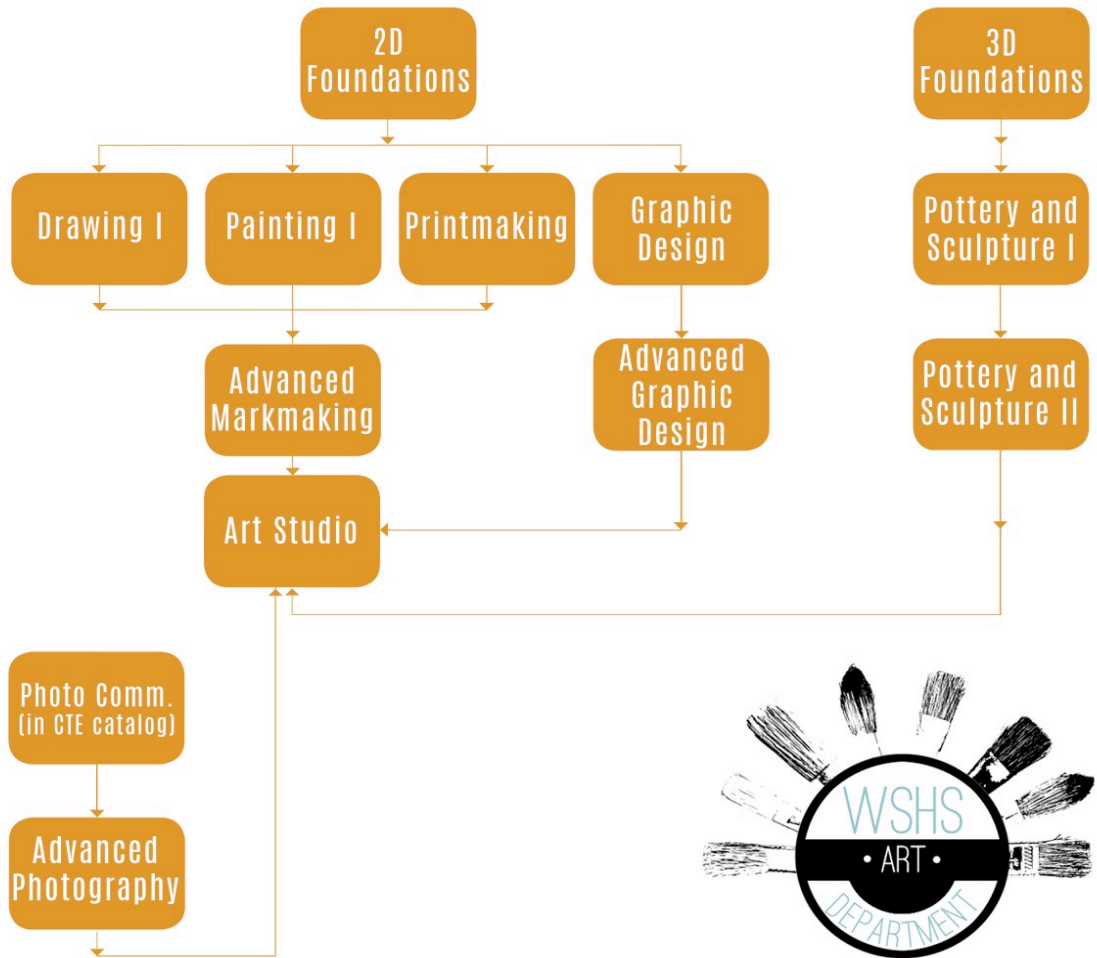 2D
Foundations
3D
Foundations
Drawing I
Painting I
Printmaking
Graphic
Design
Pottery and
Sculpture I
Advanced
Markmaking
Advanced
Graphic
Design
Pottery and
Sculpture II
Art Studio
Photo Comm.
(in CTE catalog)
Advanced
Photography
WSHS
• ART •
DEPARTMENT